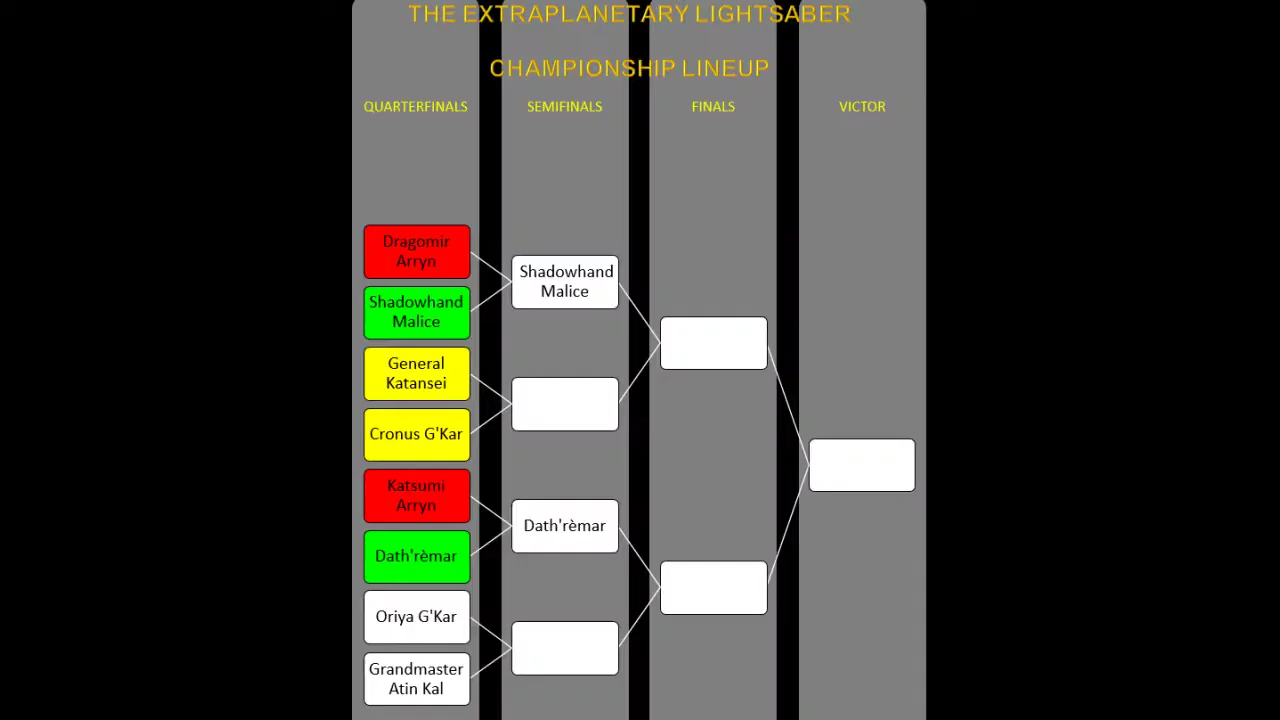 THE EXTRAPLANETARY LIGHTSABER
CHAMPIONSHIP LINEUP
QUARTERFINALS
SEMIFINALS
FINALS
VICTOR
Dragomir
Arryn
Shadowhand
Malice
General
Katansei
Cronus G'Kar
Katsumi
Arryn
Dath'rèmar
Oriya G'Kar
Grandmaster
Atin Kal
Shadowhand
Malice
Dath'rèmar